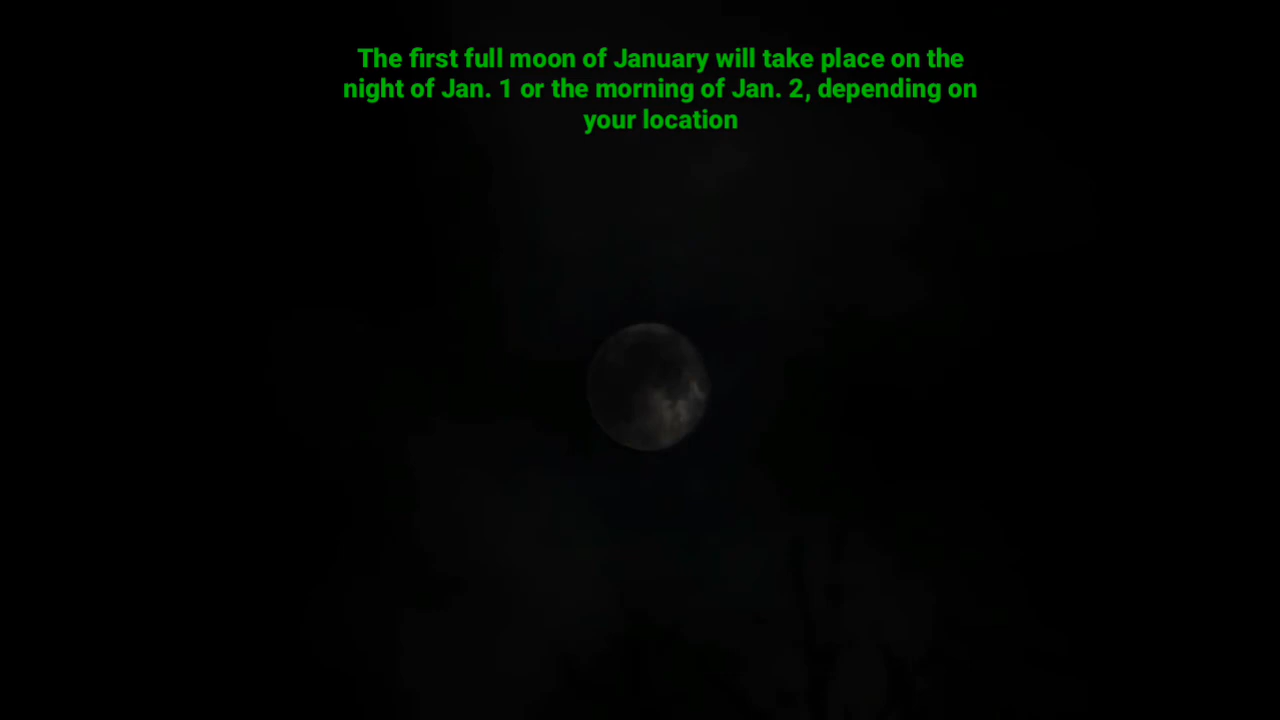 The first full moon of January will take place on the
night of Jan. 1 or the morning of Jan. 2, depending on
your location